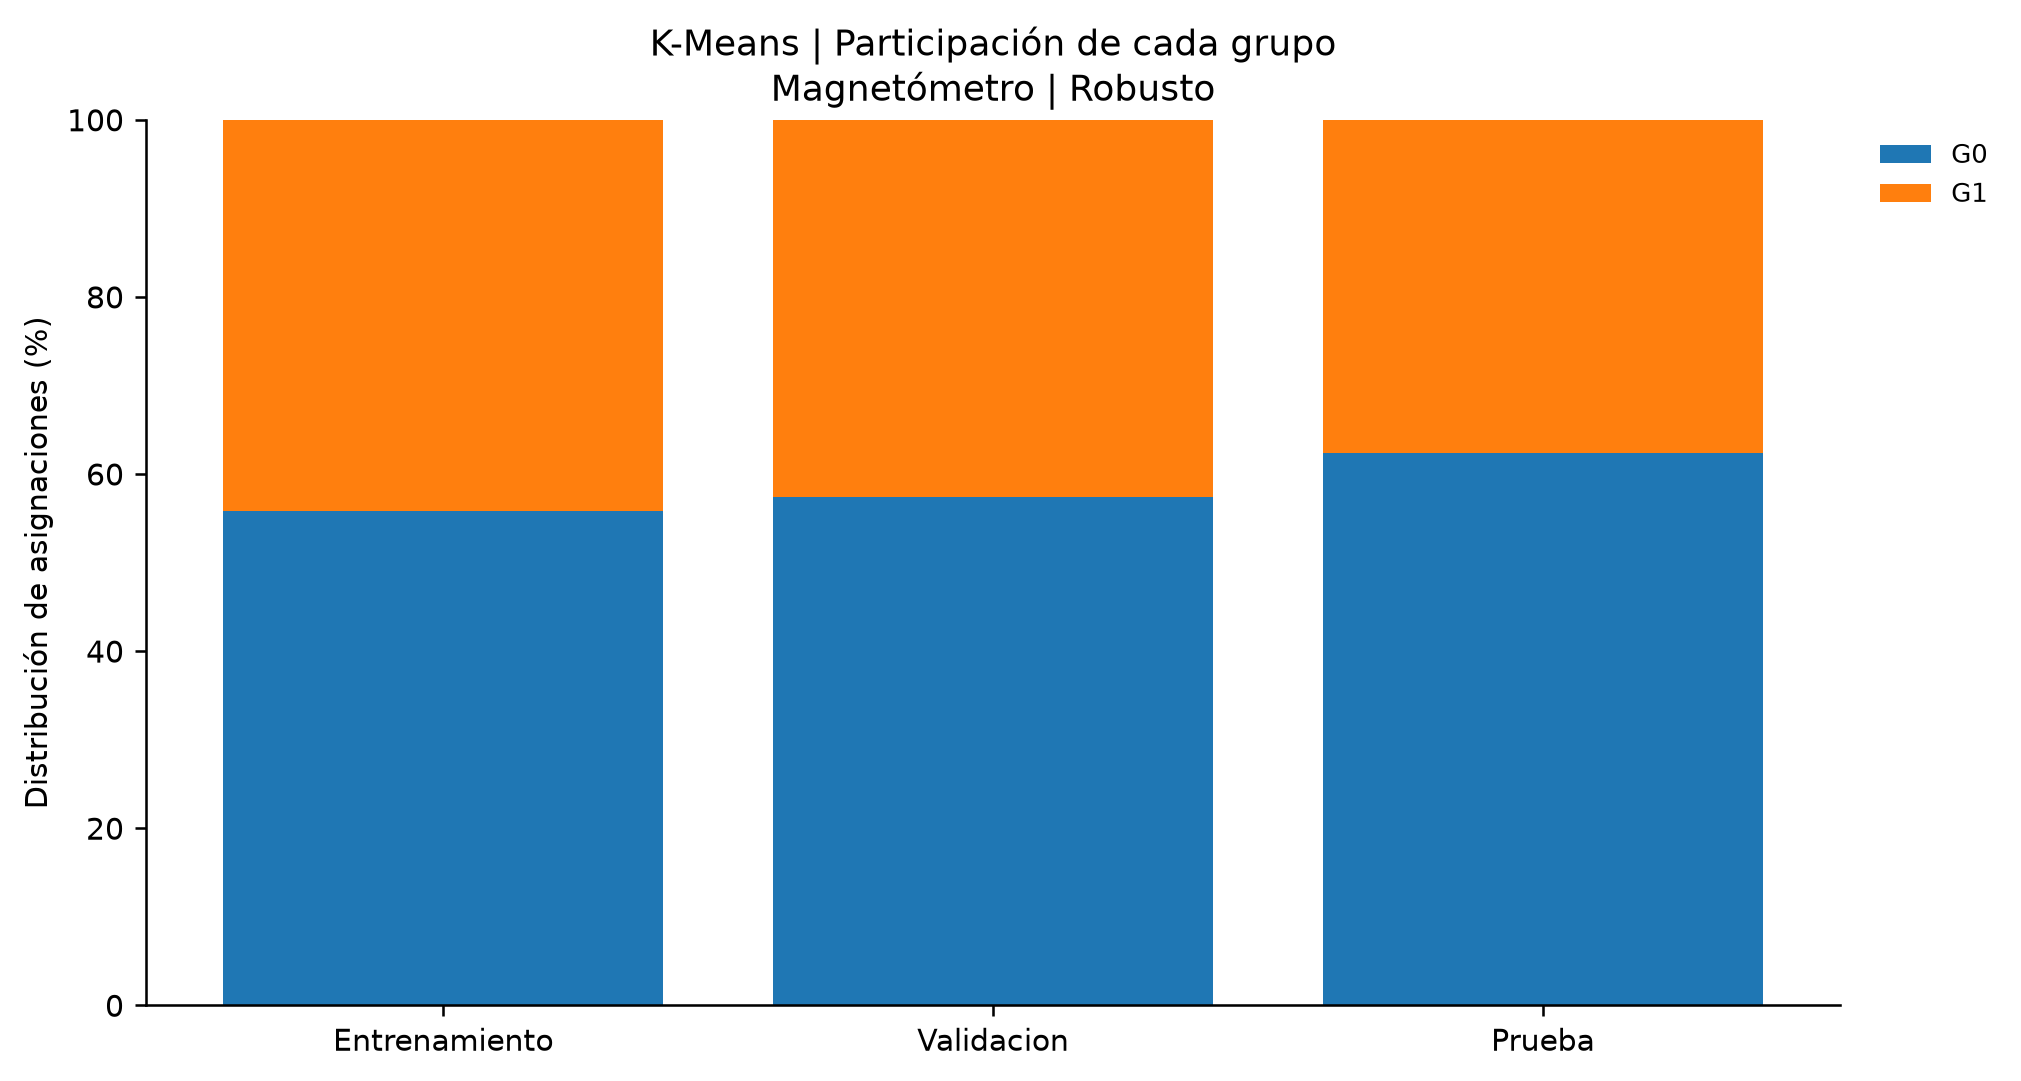 K-Means | Participación de cada grupo
Magnetómetro | Robusto
Distribución de asignaciones (%)
100
80
60
40
20
0
Entrenamiento
Validacion
Prueba
G0
G1